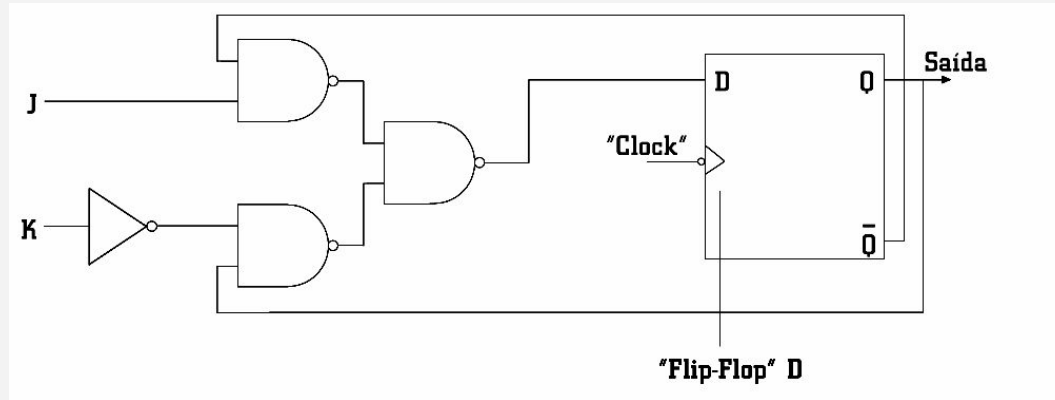 Saída
J
D
Q
"Clock"
K
Q̅
"Flip-Flop" D